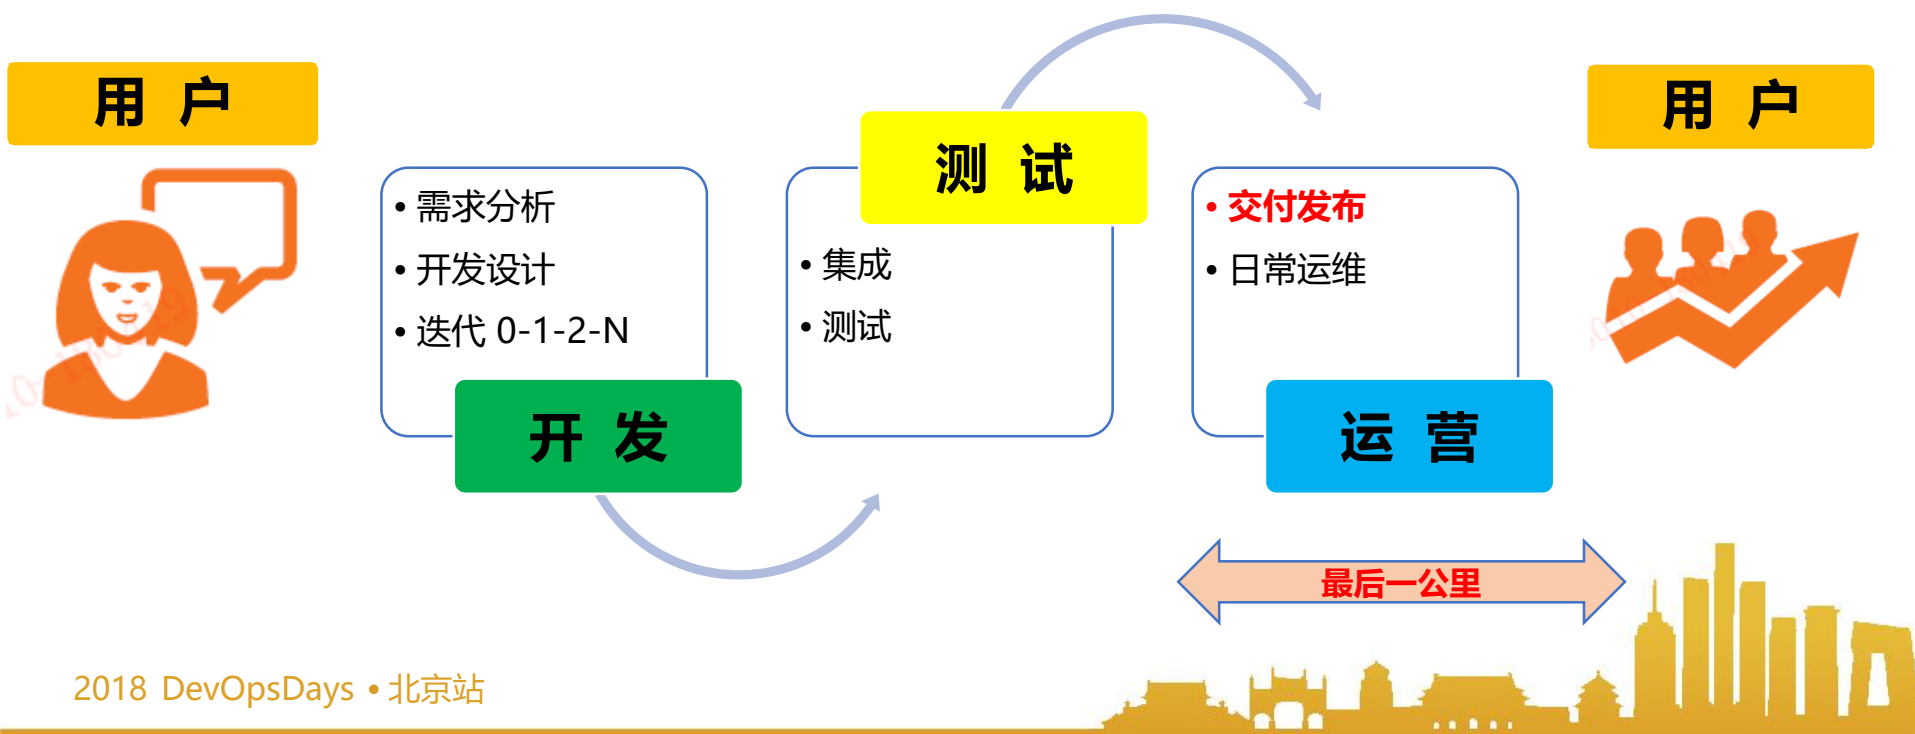 用 户
• 需求分析
• 开发设计
• 迭代 0-1-2-N
开 发
测 试
• 集成
• 测试
• 交付发布
• 日常运维
运 营
用 户
最后一公里
2018 DevOpsDays • 北京站